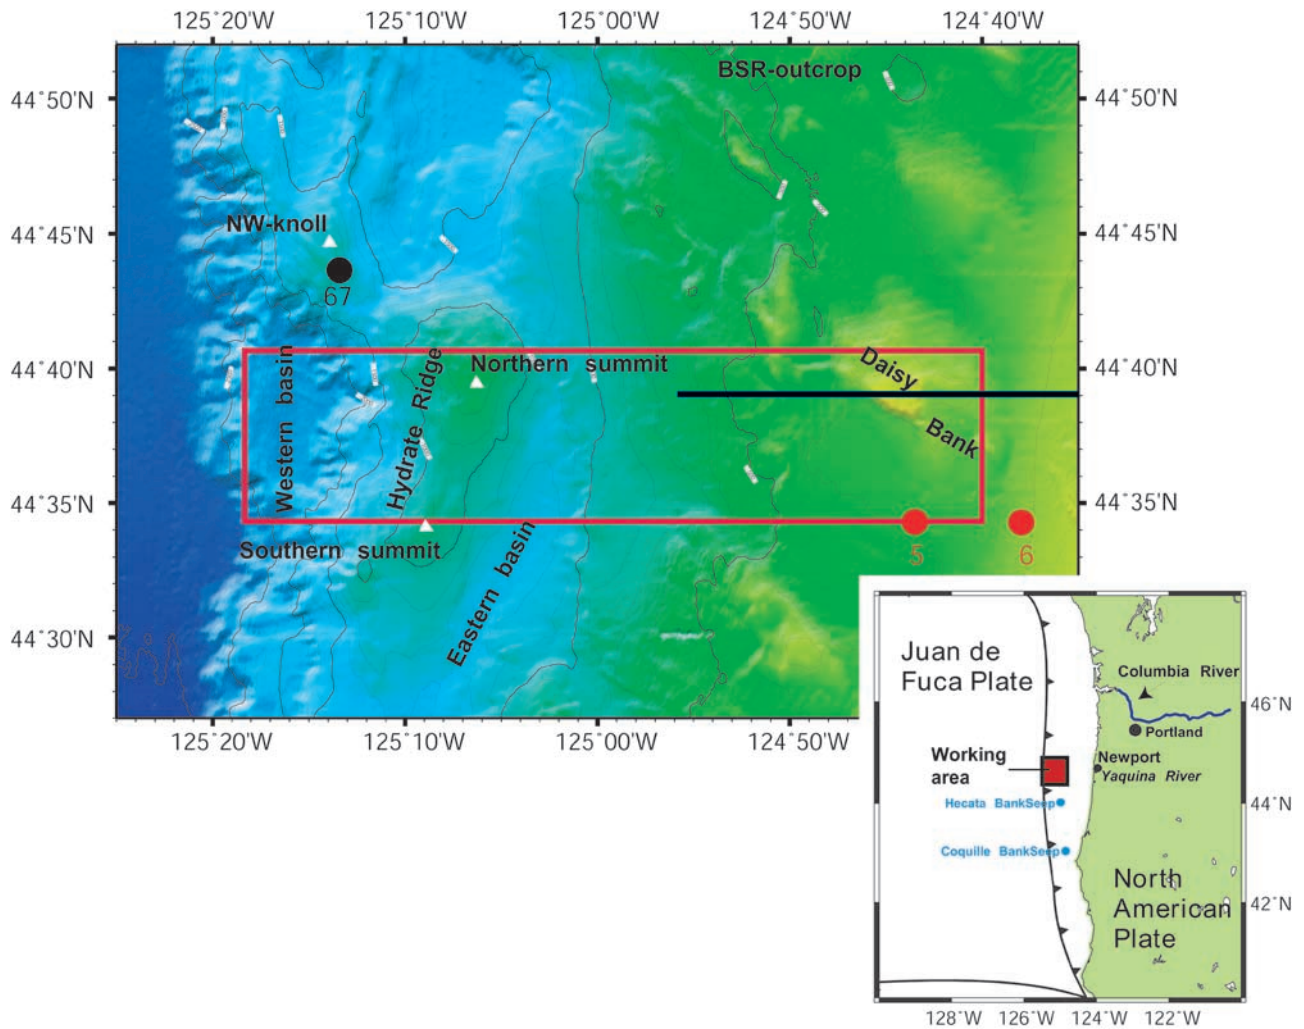 125°20'W 125°10'W 125°00'W 124°50'W 124°40'W
BSR-outcrop
44°50'N 44°50'N
NW-knoll
44°45'N 44°45'N
67
Northern summit
Daisy
44°40'N 44°40'N
Western basin
Hydrate Ridge
Bank
44°35'N 44°35'N
Southern summit
5 6
Eastern basin
44°30'N
125°20'W 125°10'W 125°00'W 124°50'W
Juan de
Fuca Plate
Columbia River
46°N
Portland
Working
area
Newport
Yaquina River
Hecata BankSeep
44°N
Coquille BankSeep
North
American
Plate
42°N
128°W 126°W 124°W 122°W